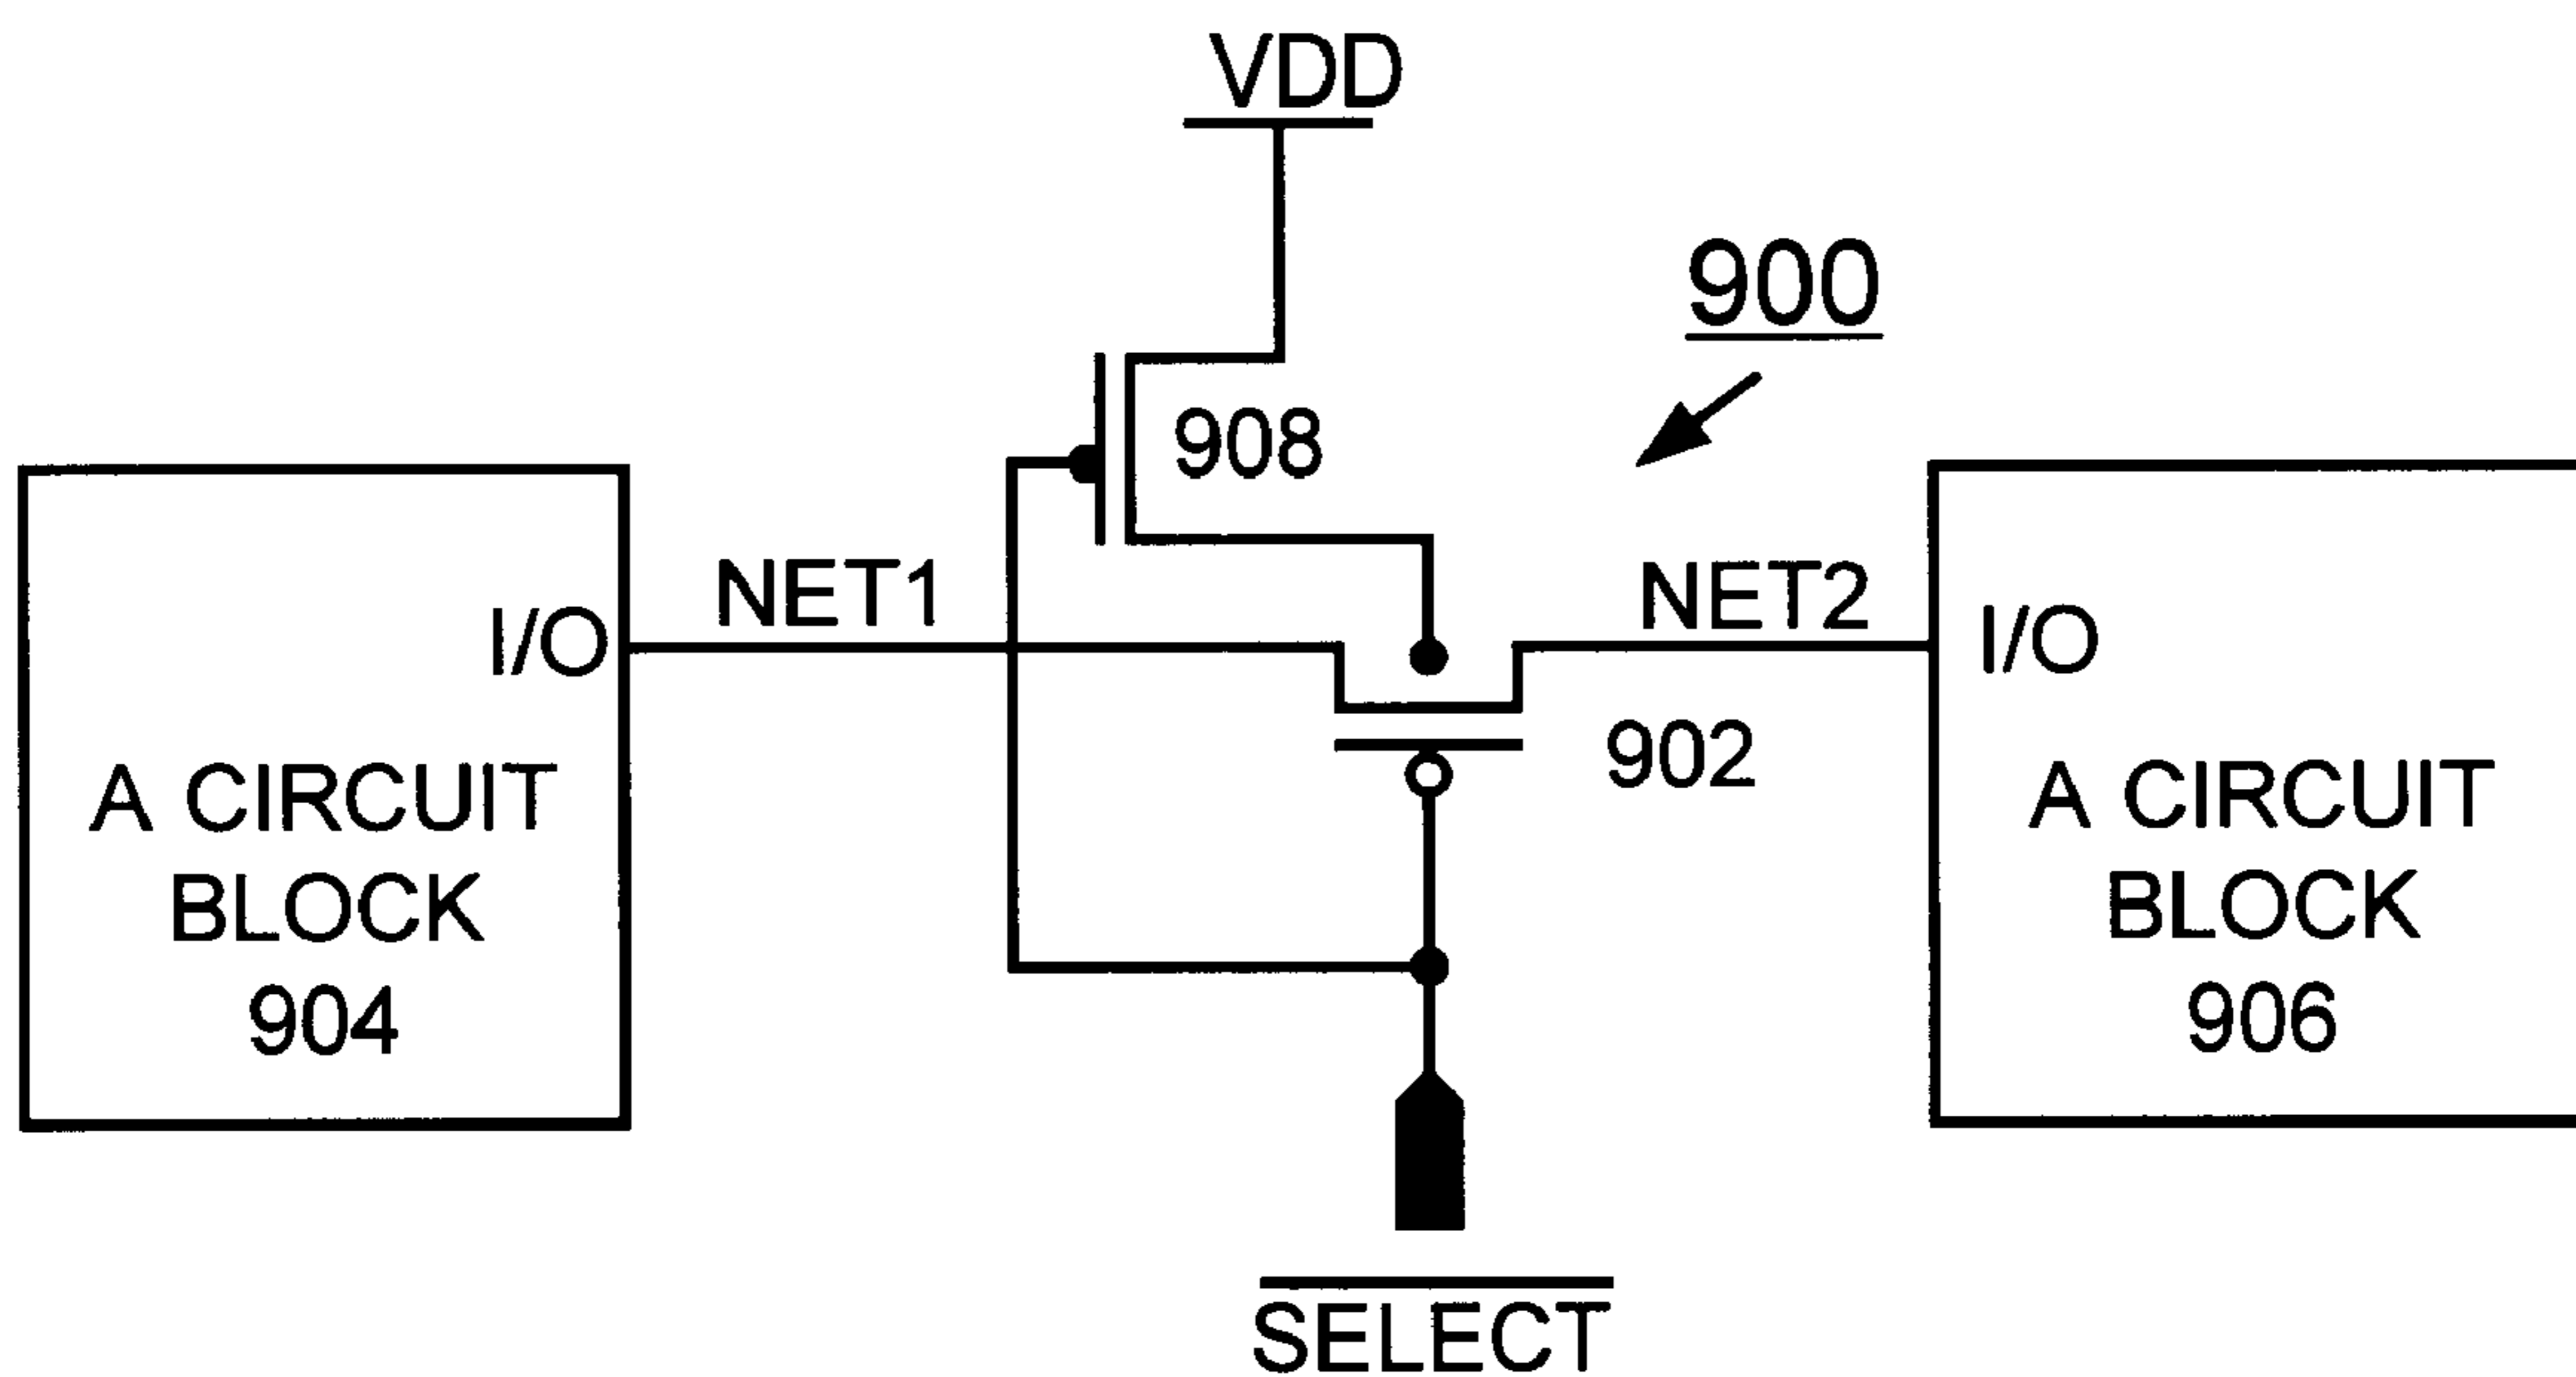 VDD
900
908
NET1
NET2
I/O
I/O
902
A CIRCUIT
BLOCK
904
A CIRCUIT
BLOCK
906
SELECT